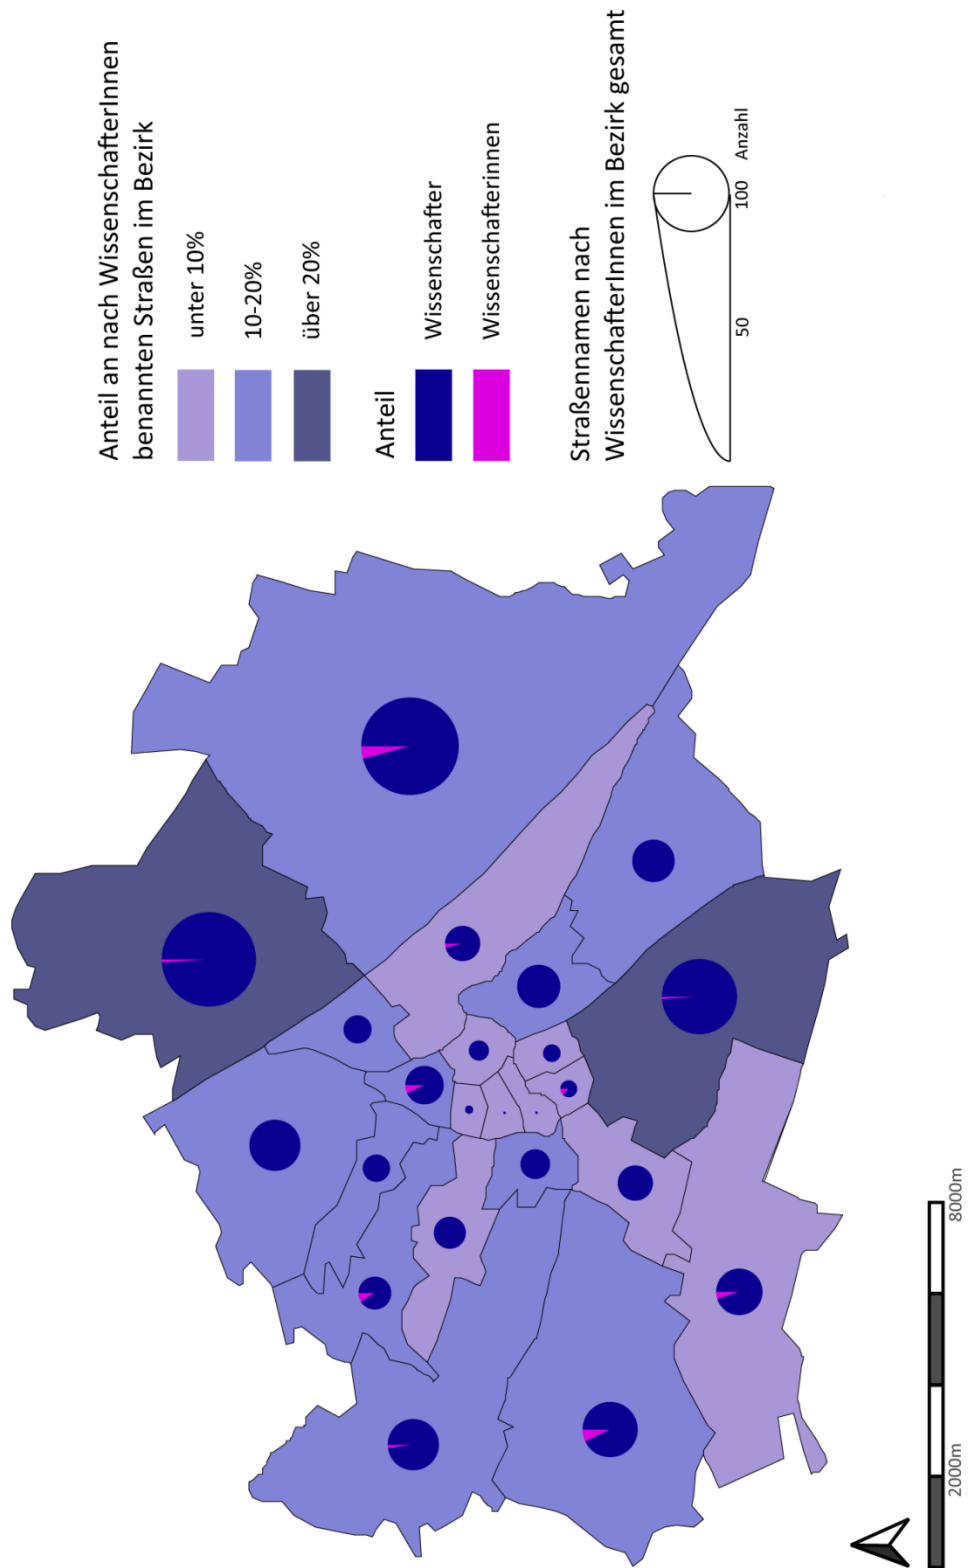 Anteil an nach WissenschafterInnen
benannten Straßen im Bezirk
unter 10%
10-20%
über 20%
Anteil
Wissenschafter
Wissenschafterinnen
Straßennamen nach
WissenschafterInnen im Bezirk gesamt
50
100
Anzahl
2000m
8000m